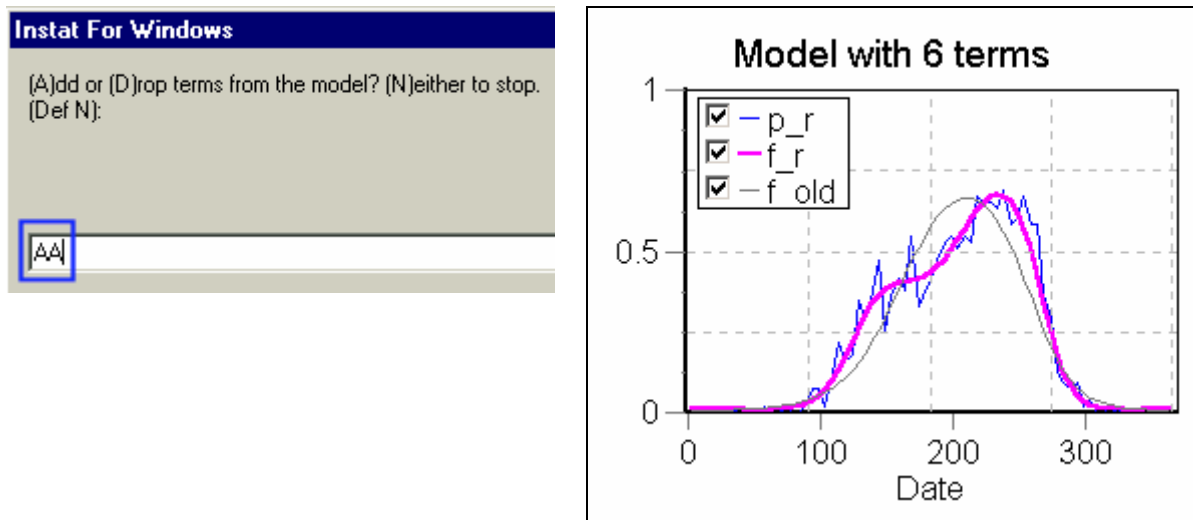 Instat For Windows
(A)dd or (D)rop terms from the model? (N)either to stop.
(Def N):
AA
Model with 6 terms
1
p_r
f_r
f_old
0.5
0
0 100 200 300
Date